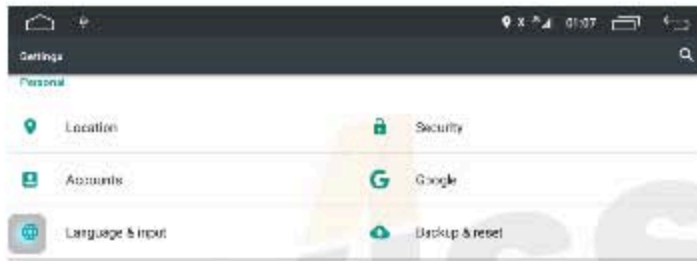 01:07
Settings
Personal
Location
Security
Accounts
Google
Language & input
Backup & reset